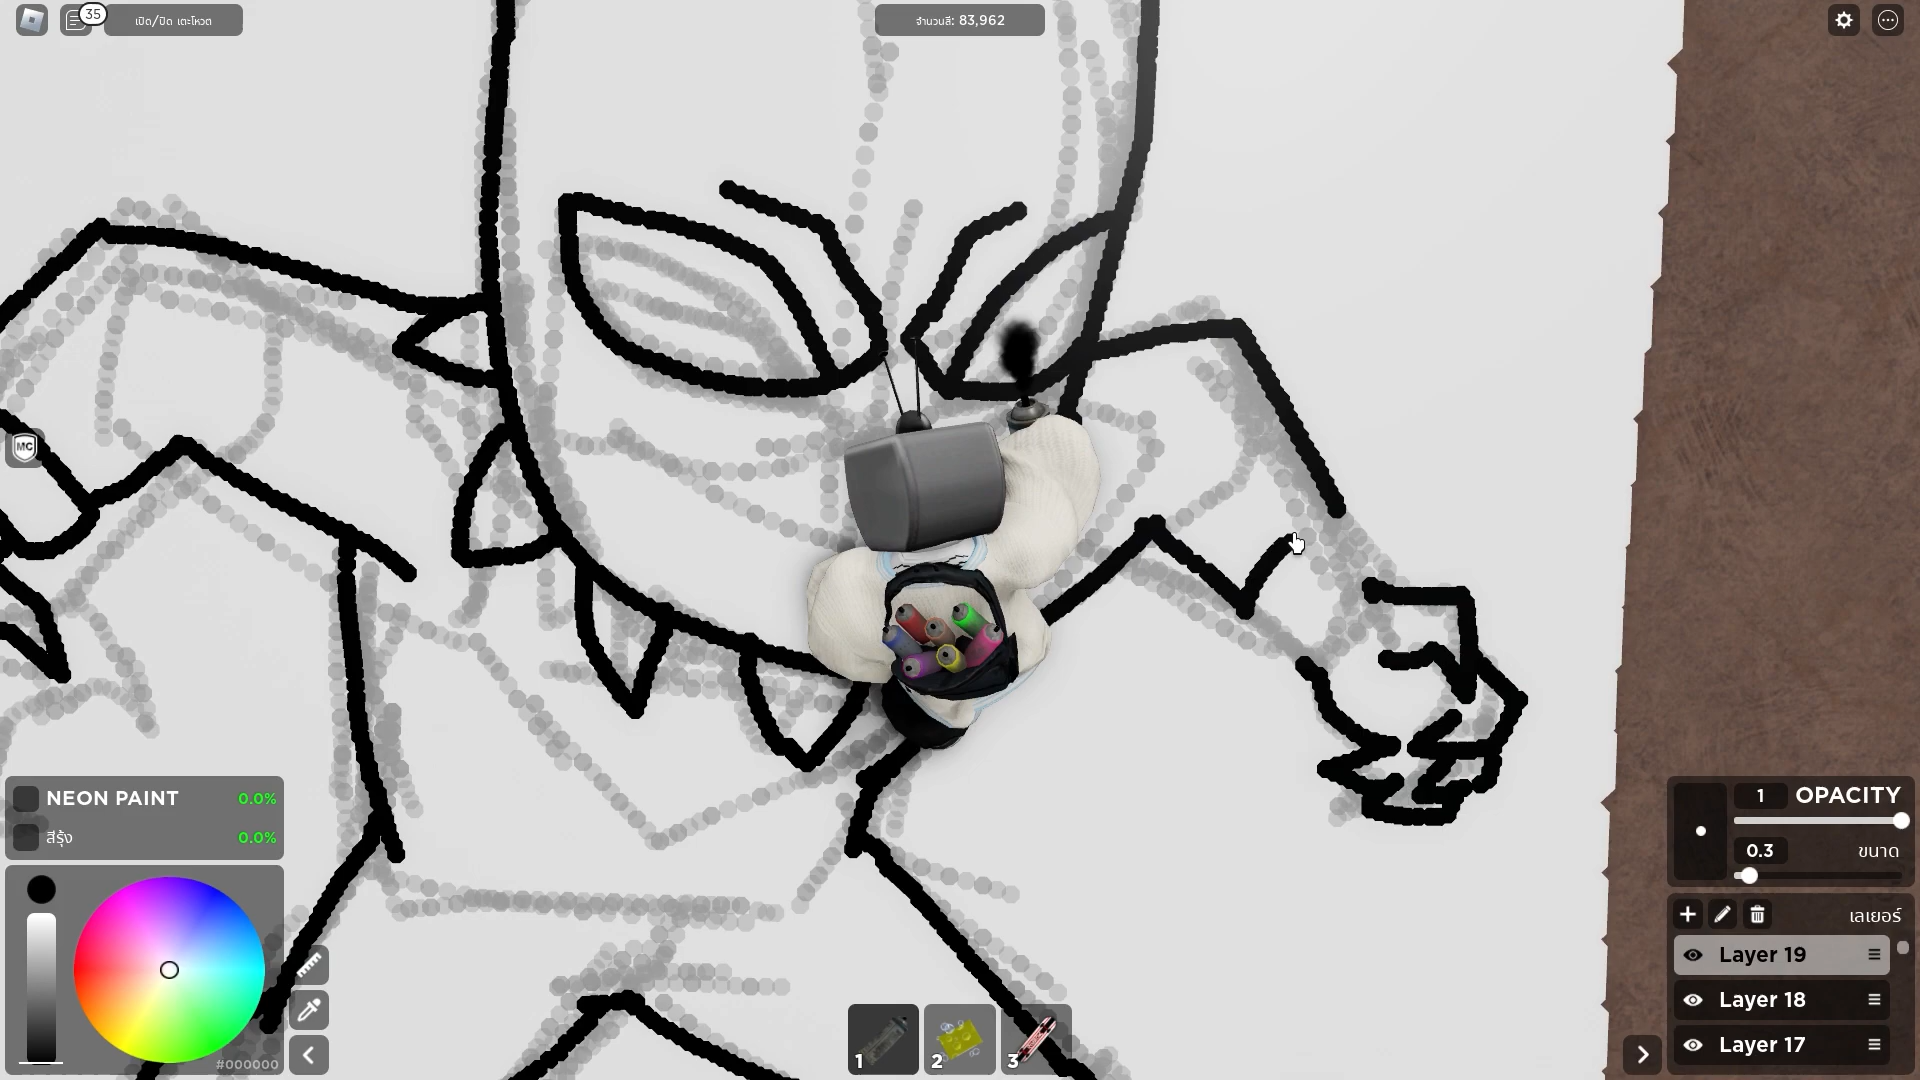 35
เปิด/ปิด เตะโหวต
จำนวนสี: 83,962
MC
NEON PAINT 0.0%
สีรุ้ง 0.0%
#000000
1
2
3
1 OPACITY
0.3 ขนาด
เลเยอร์
Layer 19
Layer 18
Layer 17